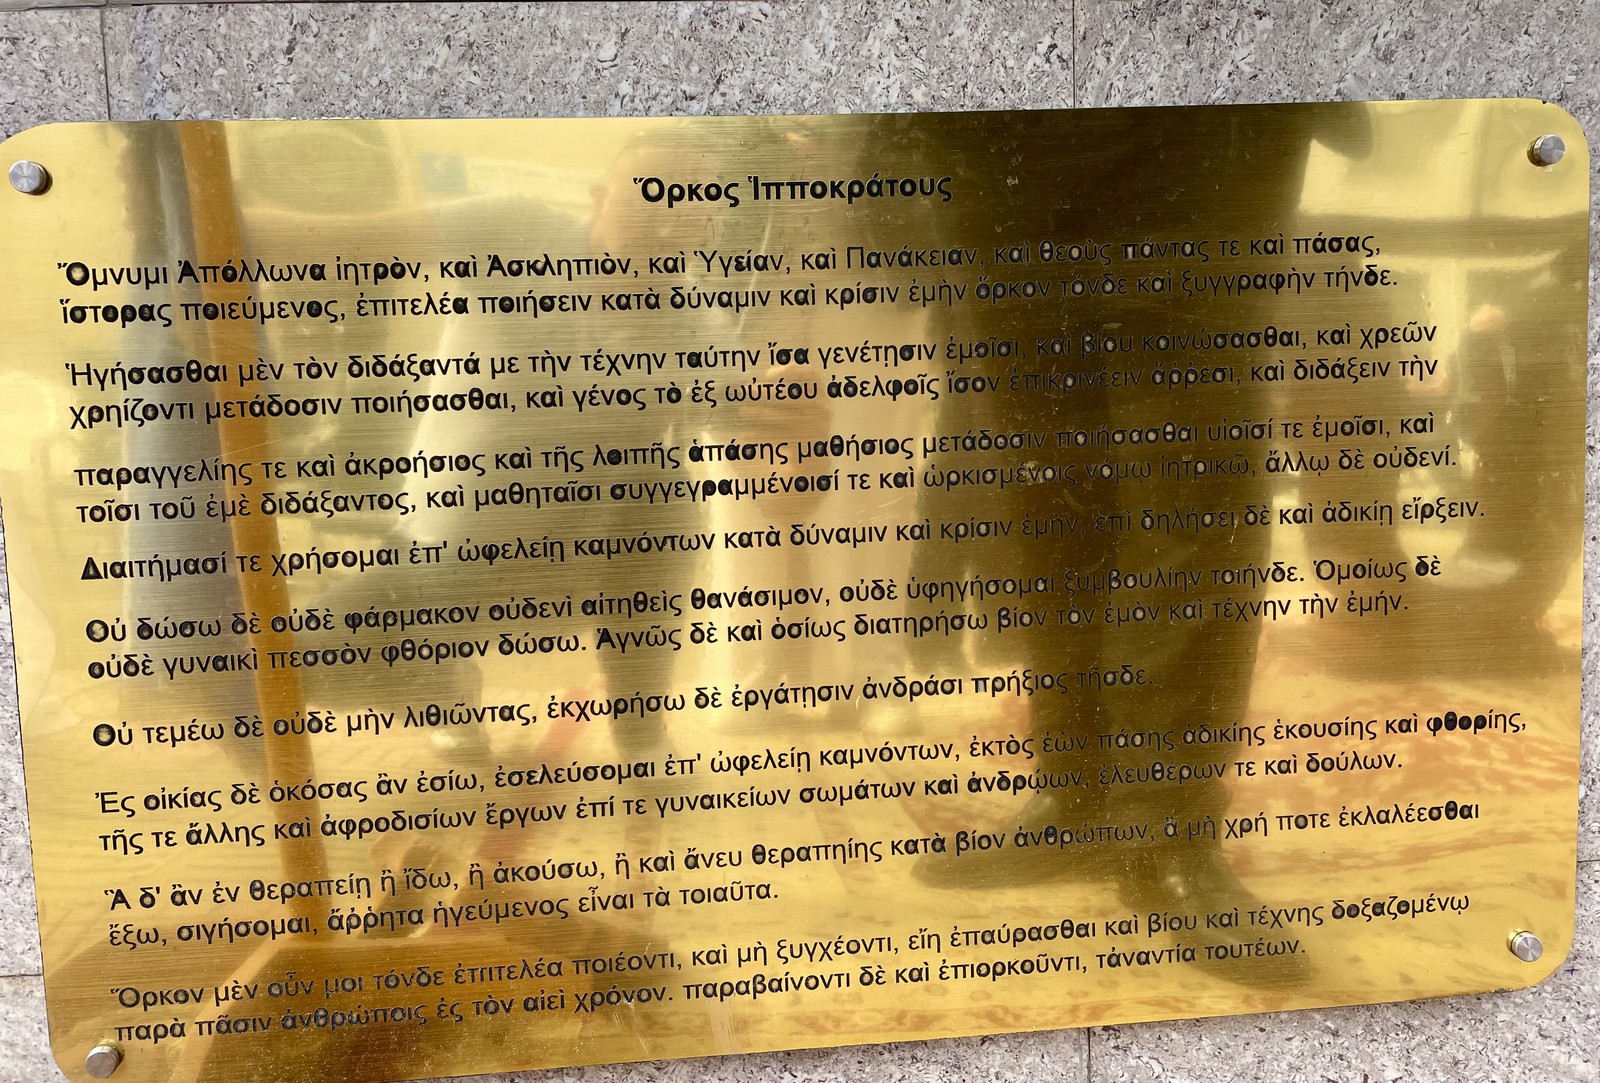 Ὅρκος Ἱπποκράτους
Ὄμνυμι Ἀπόλλωνα ἰητρὸν, καὶ Ἀσκληπιὸν, καὶ Ὑγείαν, καὶ Πανάκειαν, καὶ θεοὺς πάντας τε καὶ πάσας,
ἵστορας ποιεύμενος, ἐπιτελέα ποιήσειν κατὰ δύναμιν καὶ κρίσιν ἐμὴν ὅρκον τόνδε καὶ ξυγγραφὴν τήνδε.
Ἡγήσασθαι μὲν τὸν διδάξαντά με τὴν τέχνην ταύτην ἴσα γενέτῃσιν ἐμοῖσι, καὶ βίου κοινώσασθαι, καὶ χρεῶν
χρηίζοντι μετάδοσιν ποιήσασθαι, καὶ γένος τὸ ἐξ ωὐτέου ἀδελφοῖς ἴσον ἐπικρινέειν ἄῤῥεσι, καὶ διδάξειν τὴν
παραγγελίης τε καὶ ἀκροήσιος καὶ τῆς λοιπῆς ἁπάσης μαθήσιος μετάδοσιν ποιήσασθαι υἱοῖσί τε ἐμοῖσι, καὶ
τοῖσι τοῦ ἐμὲ διδάξαντος, καὶ μαθηταῖσι συγγεγραμμένοισί τε καὶ ὡρκισμένοις νόμῳ ἰητρικῷ, ἄλλῳ δὲ οὐδενί.
Διαιτήμασί τε χρήσομαι ἐπ' ὠφελείῃ καμνόντων κατὰ δύναμιν καὶ κρίσιν ἐμὴν, ἐπὶ δηλήσει δὲ καὶ ἀδικίῃ εἴρξειν.
Οὐ δώσω δὲ οὐδὲ φάρμακον οὐδενὶ αἰτηθεὶς θανάσιμον, οὐδὲ ὑφηγήσομαι ξυμβουλίην τοιήνδε. Ὁμοίως δὲ
οὐδὲ γυναικὶ πεσσὸν φθόριον δώσω. Ἁγνῶς δὲ καὶ ὁσίως διατηρήσω βίον τὸν ἐμὸν καὶ τέχνην τὴν ἐμήν.
Οὐ τεμέω δὲ οὐδὲ μὴν λιθιῶντας, ἐκχωρήσω δὲ ἐργάτῃσιν ἀνδράσι πρήξιος τῆσδε.
Ἐς οἰκίας δὲ ὁκόσας ἂν ἐσίω, ἐσελεύσομαι ἐπ' ὠφελείῃ καμνόντων, ἐκτὸς ἐὼν πάσης ἀδικίης ἑκουσίης καὶ φθορίης,
τῆς τε ἄλλης καὶ ἀφροδισίων ἔργων ἐπί τε γυναικείων σωμάτων καὶ ἀνδρῴων, ἐλευθέρων τε καὶ δούλων.
Ἃ δ' ἂν ἐν θεραπείῃ ἢ ἴδω, ἢ ἀκούσω, ἢ καὶ ἄνευ θεραπηίης κατὰ βίον ἀνθρώπων, ἃ μὴ χρή ποτε ἐκλαλέεσθαι
ἔξω, σιγήσομαι, ἄῤῥητα ἡγεύμενος εἶναι τὰ τοιαῦτα.
Ὅρκον μὲν οὖν μοι τόνδε ἐπιτελέα ποιέοντι, καὶ μὴ ξυγχέοντι, εἴη ἐπαύρασθαι καὶ βίου καὶ τέχνης δοξαζομένῳ
παρὰ πᾶσιν ἀνθρώποις ἐς τὸν αἰεὶ χρόνον. παραβαίνοντι δὲ καὶ ἐπιορκοῦντι, τἀναντία τουτέων.